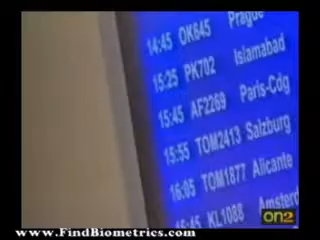 14:45 OK645 Prague
15:25 PK702 Islamabad
15:45 AF2269 Paris-Cdg
15:55 TOM2413 Salzburg
16:05 TOM1877 Alicante
KL1088 Amsterd
on2
www.FindBiometrics.com